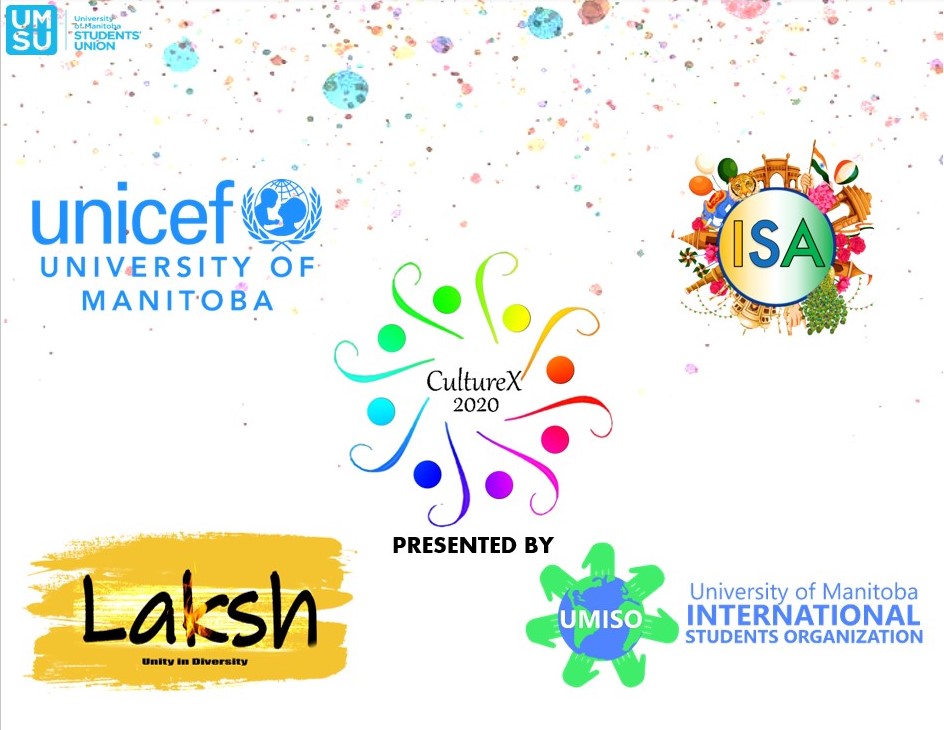 UM
SU
University
of Manitoba
STUDENTS'
UNION
unicef
UNIVERSITY OF
MANITOBA
ISA
CultureX
2020
PRESENTED BY
Laksh
Unity in Diversity
UMISO
University of Manitoba
INTERNATIONAL
STUDENTS ORGANIZATION